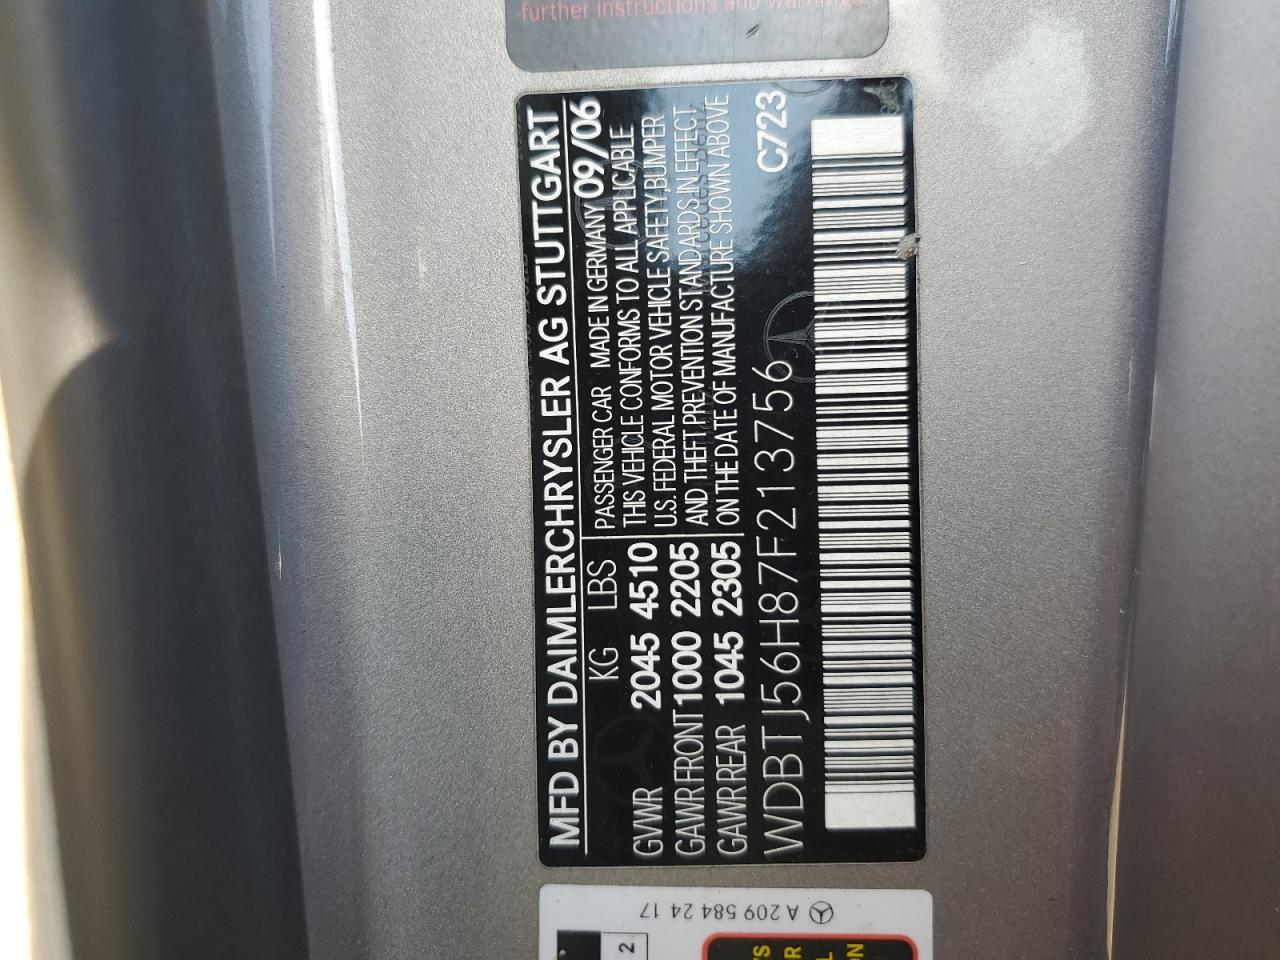 further instructions and warnings.
MFD BY DAIMLERCHRYSLER AG STUTTGART
KG LBS PASSENGER CAR MADE IN GERMANY 09/06
GVWR 2045 4510 THIS VEHICLE CONFORMS TO ALL APPLICABLE
U.S. FEDERAL MOTOR VEHICLE SAFETY, BUMPER
GAWR FRONT 1000 2205 AND THEFT PREVENTION STANDARDS IN EFFECT
GAWR REAR 1045 2305 ON THE DATE OF MANUFACTURE SHOWN ABOVE
WDBTJ56H87F213756 C723
A 209 584 24 17
2